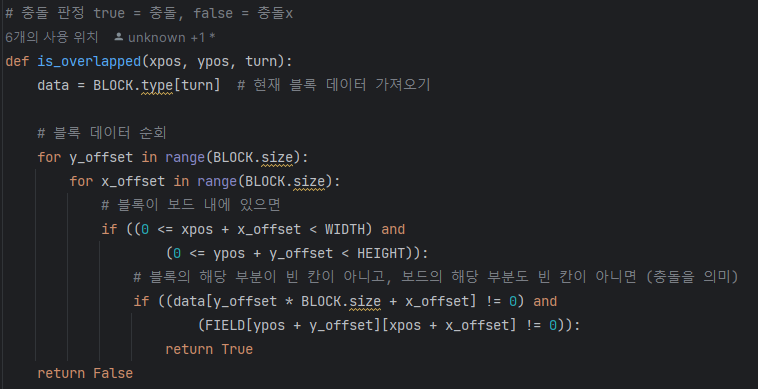 # 충돌 판정 true = 충돌, false = 충돌x
6개의 사용 위치 unknown +1 *
def is_overlapped(xpos, ypos, turn):
    data = BLOCK.type[turn]  # 현재 블록 데이터 가져오기
    # 블록 데이터 순회
    for y_offset in range(BLOCK.size):
        for x_offset in range(BLOCK.size):
            # 블록이 보드 내에 있으면
            if ((0 <= xpos + x_offset < WIDTH) and
                    (0 <= ypos + y_offset < HEIGHT)):
                # 블록의 해당 부분이 빈 칸이 아니고, 보드의 해당 부분도 빈 칸이 아니면 (충돌을 의미)
                if ((data[y_offset * BLOCK.size + x_offset] != 0) and
                        (FIELD[ypos + y_offset][xpos + x_offset] != 0)):
                    return True
    return False